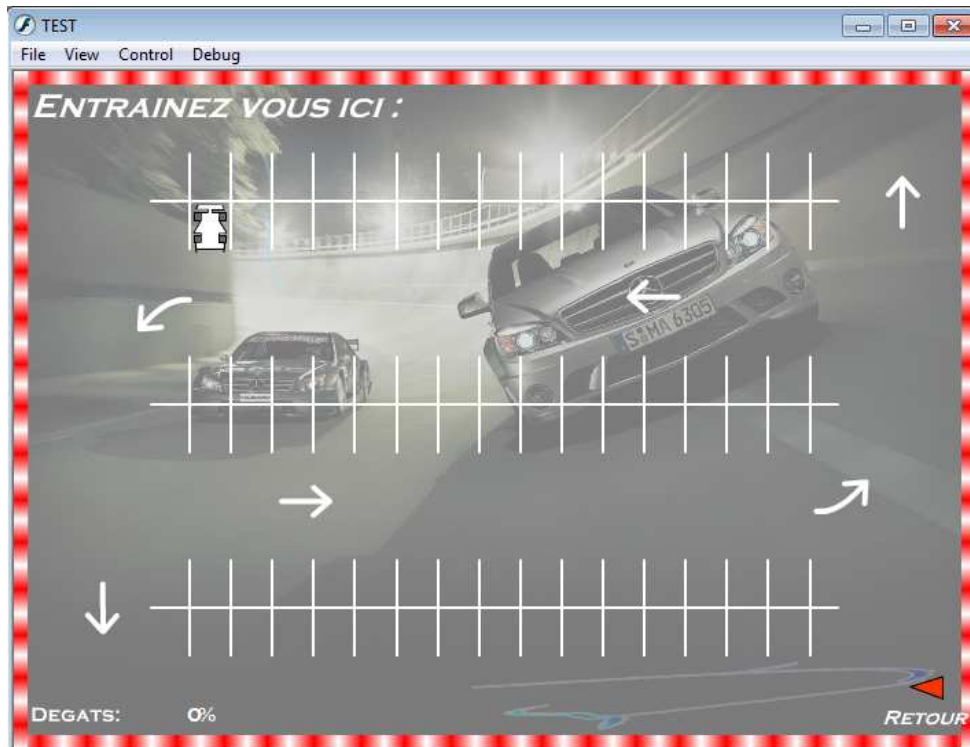 TEST
File View Control Debug
ENTRAINEZ VOUS ICI :
S MA 6305
DEGATS: 0%
RETOUR